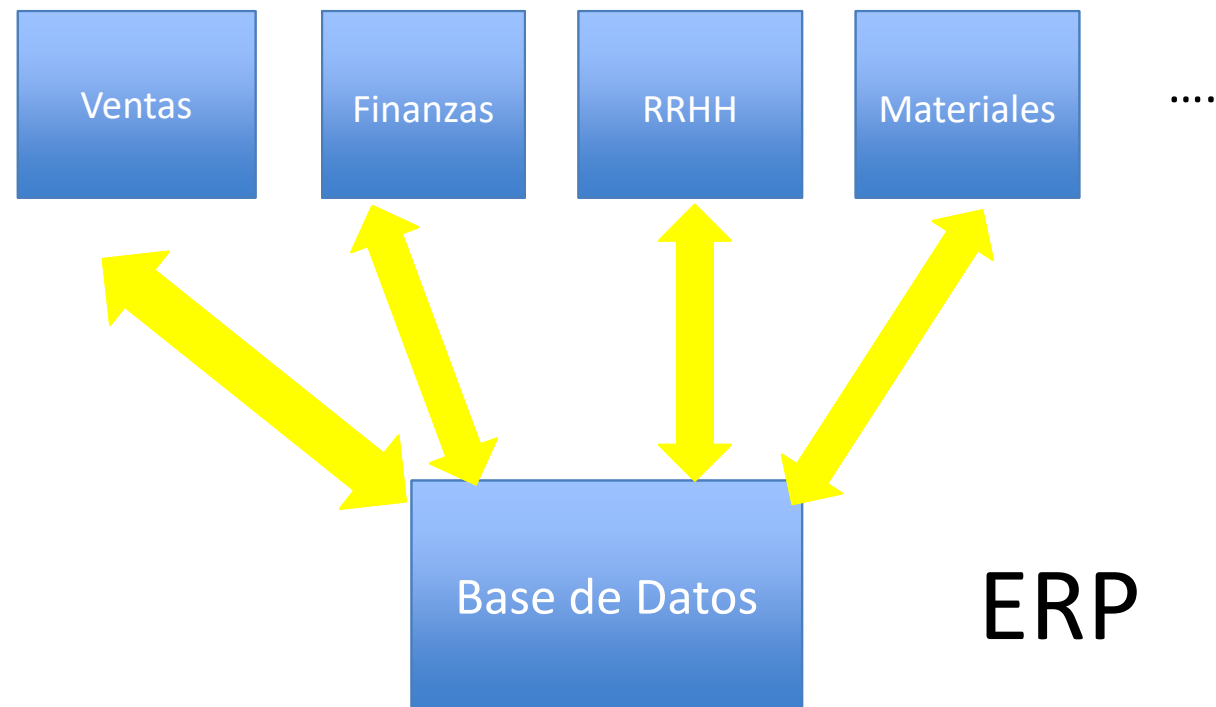 Ventas
Finanzas
RRHH
Materiales
....
Base de Datos
ERP